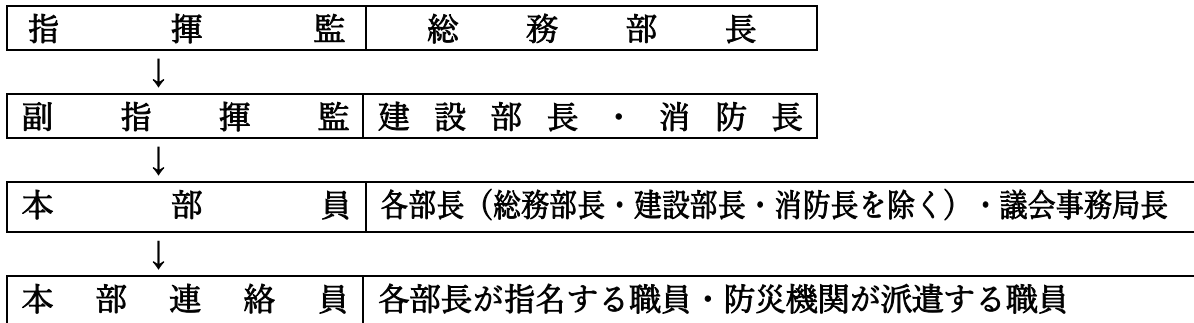 指揮監 総務部長
↓
副指揮監 建設部長・消防長
↓
本部員 各部長（総務部長・建設部長・消防長を除く）・議会事務局長
↓
本部連絡員 各部長が指名する職員・防災機関が派遣する職員